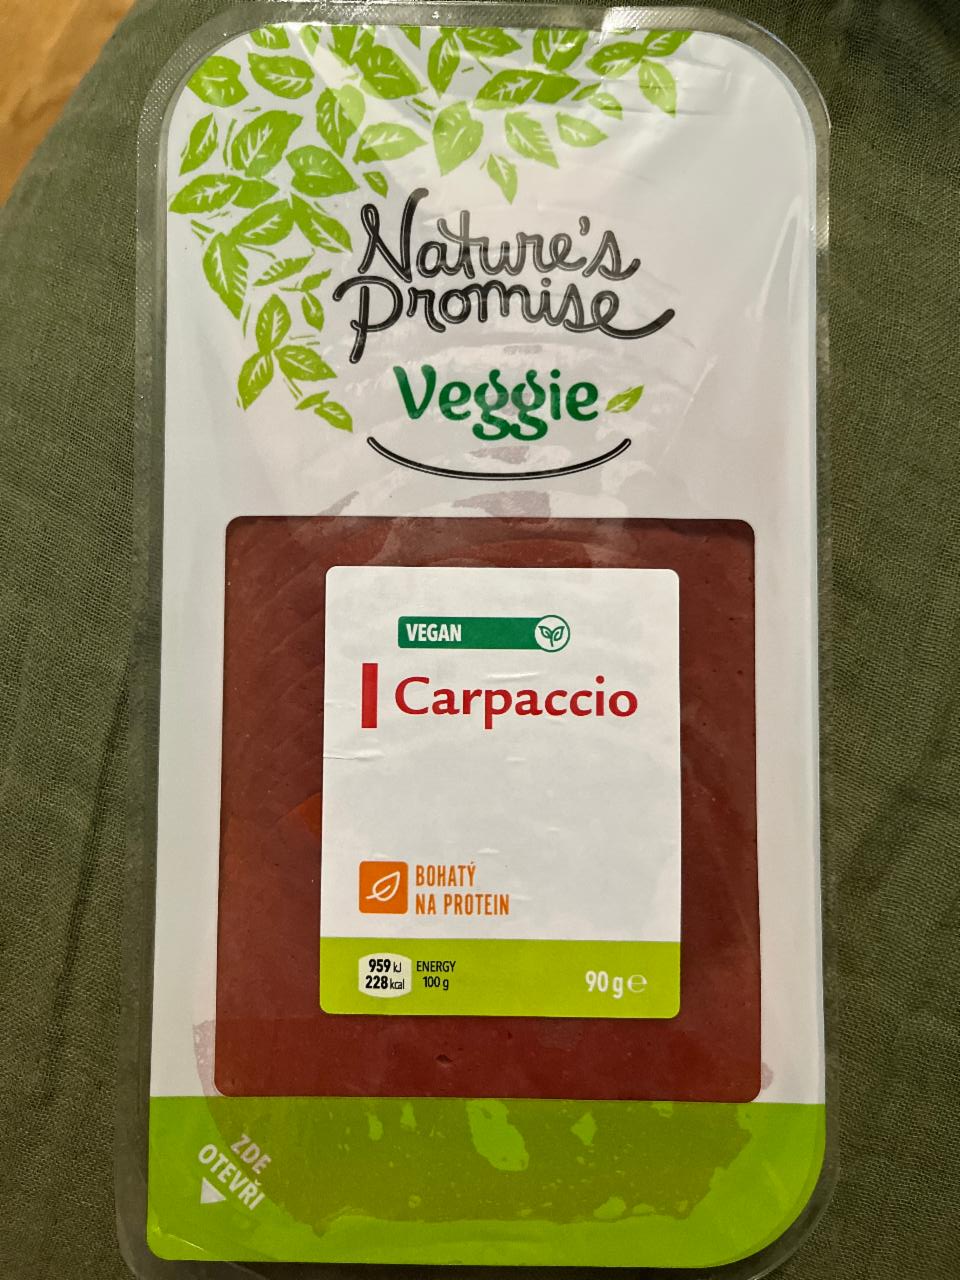 Nature's
Promise
Veggie
VEGAN
Carpaccio
BOHATÝ
NA PROTEIN
959 kJ ENERGY
228 kcal 100 g
90 g ℮
ZDE
OTEVŘI